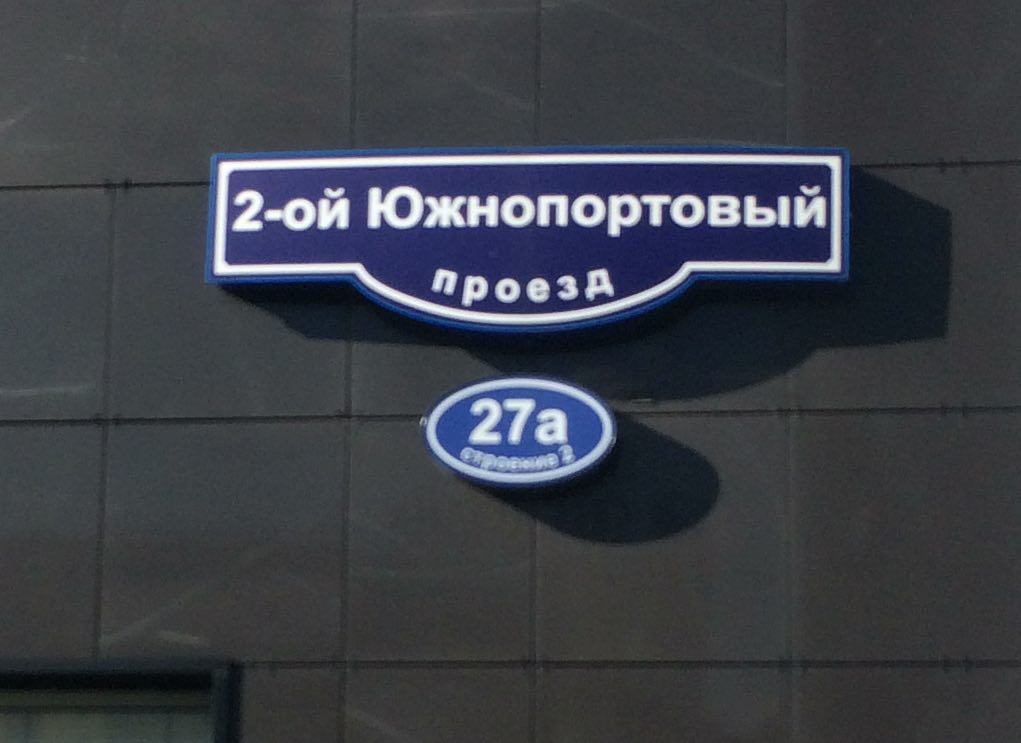 2-ой Южнопортовый
проезд
27а
строение 2